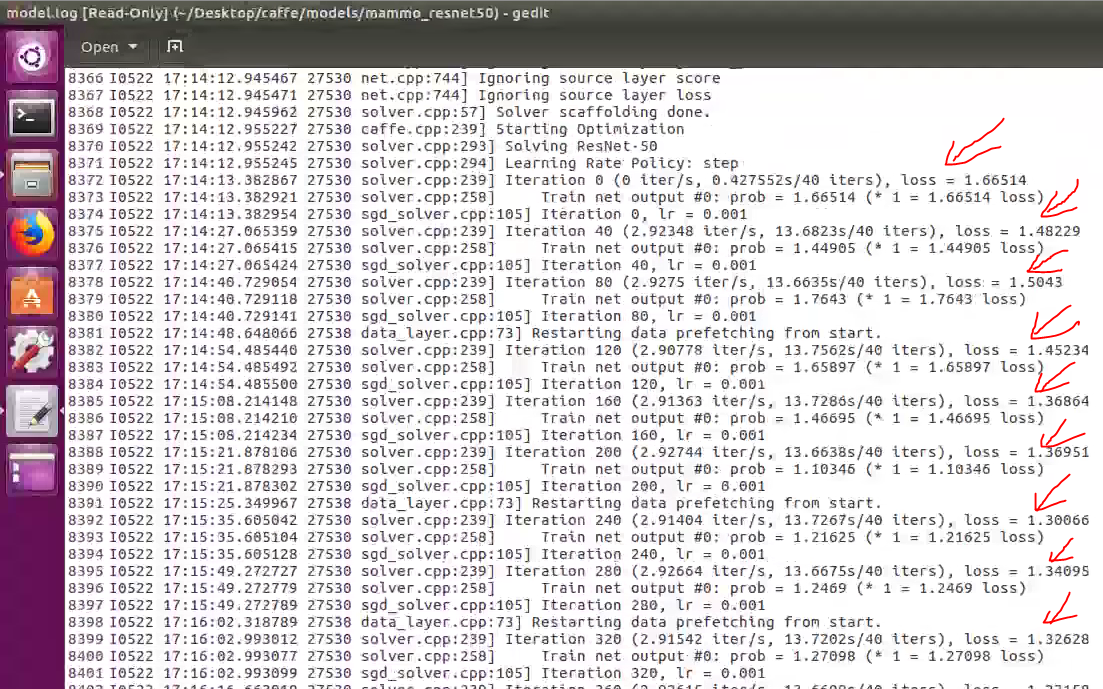 model.log [Read-Only] (~/Desktop/caffe/models/mammo_resnet50) - gedit
Open
8366 I0522 17:14:12.945467 27530 net.cpp:744] Ignoring source layer score
8367 I0522 17:14:12.945471 27530 net.cpp:744] Ignoring source layer loss
8368 I0522 17:14:12.945962 27530 solver.cpp:57] Solver scaffolding done.
8369 I0522 17:14:12.955227 27530 caffe.cpp:239] Starting Optimization
8370 I0522 17:14:12.955242 27530 solver.cpp:293] Solving ResNet-50
8371 I0522 17:14:12.955245 27530 solver.cpp:294] Learning Rate Policy: step
8372 I0522 17:14:13.382867 27530 solver.cpp:239] Iteration 0 (0 iter/s, 0.427552s/40 iters), loss = 1.66514
8373 I0522 17:14:13.382921 27530 solver.cpp:258]     Train net output #0: prob = 1.66514 (* 1 = 1.66514 loss)
8374 I0522 17:14:13.382954 27530 sgd_solver.cpp:105] Iteration 0, lr = 0.001
8375 I0522 17:14:27.065359 27530 solver.cpp:239] Iteration 40 (2.92348 iter/s, 13.6823s/40 iters), loss = 1.48229
8376 I0522 17:14:27.065415 27530 solver.cpp:258]     Train net output #0: prob = 1.44905 (* 1 = 1.44905 loss)
8377 I0522 17:14:27.065424 27530 sgd_solver.cpp:105] Iteration 40, lr = 0.001
8378 I0522 17:14:40.729054 27530 solver.cpp:239] Iteration 80 (2.9275 iter/s, 13.6635s/40 iters), loss = 1.5043
8379 I0522 17:14:40.729118 27530 solver.cpp:258]     Train net output #0: prob = 1.7643 (* 1 = 1.7643 loss)
8380 I0522 17:14:40.729141 27530 sgd_solver.cpp:105] Iteration 80, lr = 0.001
8381 I0522 17:14:48.648066 27530 data_layer.cpp:73] Restarting data prefetching from start.
8382 I0522 17:14:54.485440 27530 solver.cpp:239] Iteration 120 (2.90778 iter/s, 13.7562s/40 iters), loss = 1.45234
8383 I0522 17:14:54.485492 27530 solver.cpp:258]     Train net output #0: prob = 1.65897 (* 1 = 1.65897 loss)
8384 I0522 17:14:54.485500 27530 sgd_solver.cpp:105] Iteration 120, lr = 0.001
8385 I0522 17:15:08.214148 27530 solver.cpp:239] Iteration 160 (2.91363 iter/s, 13.7286s/40 iters), loss = 1.36864
8386 I0522 17:15:08.214210 27530 solver.cpp:258]     Train net output #0: prob = 1.46695 (* 1 = 1.46695 loss)
8387 I0522 17:15:08.214234 27530 sgd_solver.cpp:105] Iteration 160, lr = 0.001
8388 I0522 17:15:21.878106 27530 solver.cpp:239] Iteration 200 (2.92744 iter/s, 13.6638s/40 iters), loss = 1.36951
8389 I0522 17:15:21.878293 27530 solver.cpp:258]     Train net output #0: prob = 1.10346 (* 1 = 1.10346 loss)
8390 I0522 17:15:21.878302 27530 sgd_solver.cpp:105] Iteration 200, lr = 0.001
8391 I0522 17:15:25.349967 27530 data_layer.cpp:73] Restarting data prefetching from start.
8392 I0522 17:15:35.605042 27530 solver.cpp:239] Iteration 240 (2.91404 iter/s, 13.7267s/40 iters), loss = 1.30066
8393 I0522 17:15:35.605104 27530 solver.cpp:258]     Train net output #0: prob = 1.21625 (* 1 = 1.21625 loss)
8394 I0522 17:15:35.605128 27530 sgd_solver.cpp:105] Iteration 240, lr = 0.001
8395 I0522 17:15:49.272727 27530 solver.cpp:239] Iteration 280 (2.92664 iter/s, 13.6675s/40 iters), loss = 1.34095
8396 I0522 17:15:49.272779 27530 solver.cpp:258]     Train net output #0: prob = 1.2469 (* 1 = 1.2469 loss)
8397 I0522 17:15:49.272789 27530 sgd_solver.cpp:105] Iteration 280, lr = 0.001
8398 I0522 17:16:02.318789 27530 data_layer.cpp:73] Restarting data prefetching from start.
8399 I0522 17:16:02.993012 27530 solver.cpp:239] Iteration 320 (2.91542 iter/s, 13.7202s/40 iters), loss = 1.32628
8400 I0522 17:16:02.993077 27530 solver.cpp:258]     Train net output #0: prob = 1.27098 (* 1 = 1.27098 loss)
8401 I0522 17:16:02.993099 27530 sgd_solver.cpp:105] Iteration 320, lr = 0.001